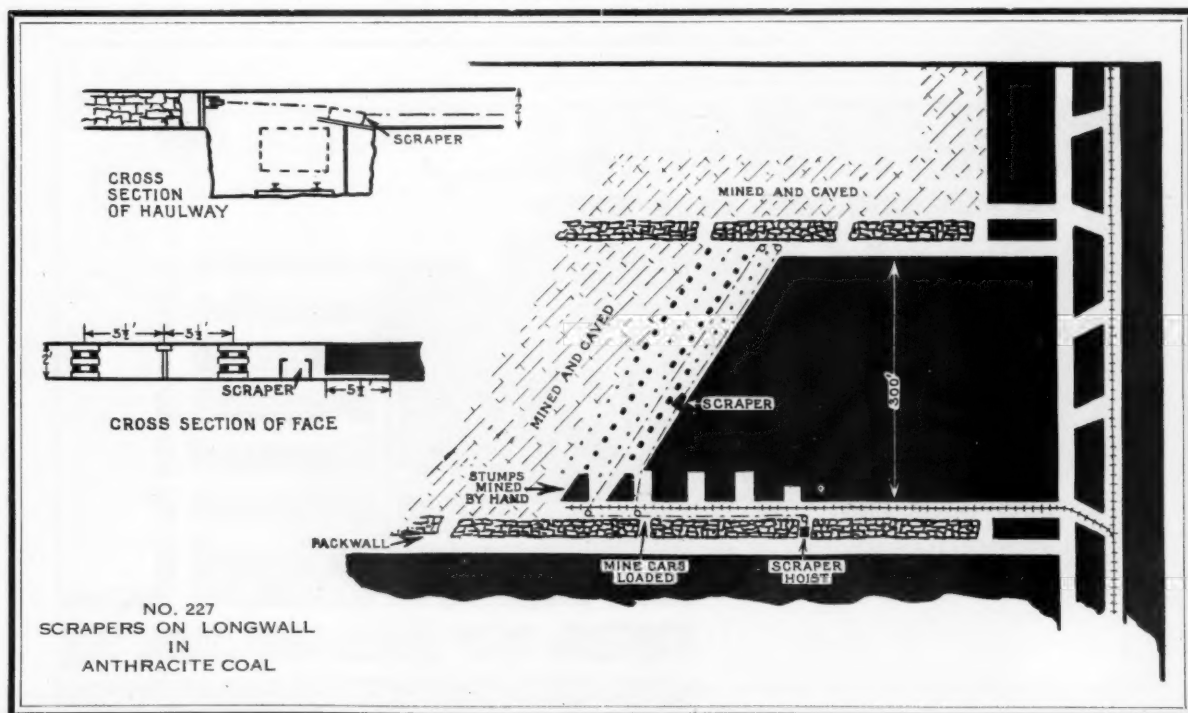 2'
SCRAPER
CROSS
SECTION
OF HAULWAY
MINED AND CAVED
3½' 3½'
2'
SCRAPER
5½'
CROSS SECTION OF FACE
MINED AND CAVED
300'
SCRAPER
STUMPS
MINED
BY HAND
PACKWALL
MINE CARS
LOADED
SCRAPER
HOIST
NO. 227
SCRAPERS ON LONGWALL
IN
ANTHRACITE COAL